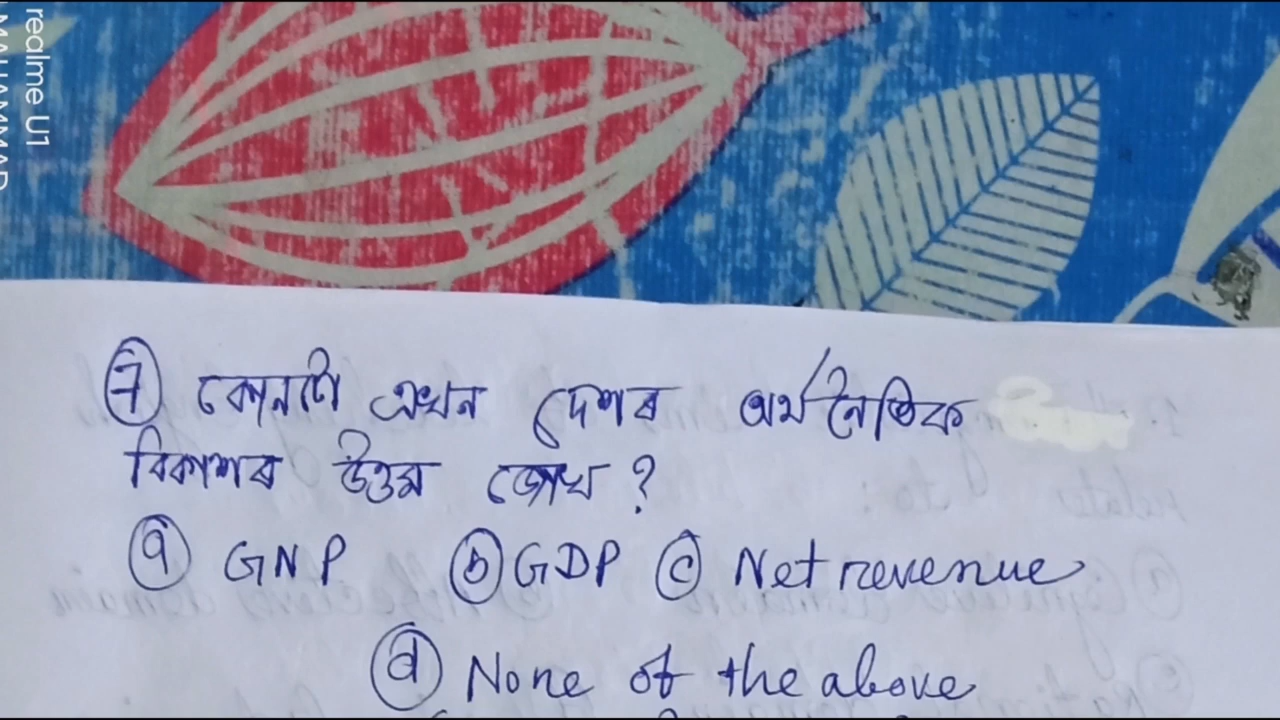 realme U1
MAHAMMAD
7 কোনটো এখন দেশৰ অৰ্থনৈতিক
বিকাশৰ উত্তম জোখ ?
a GNP b GDP c Net revenue
d None of the above